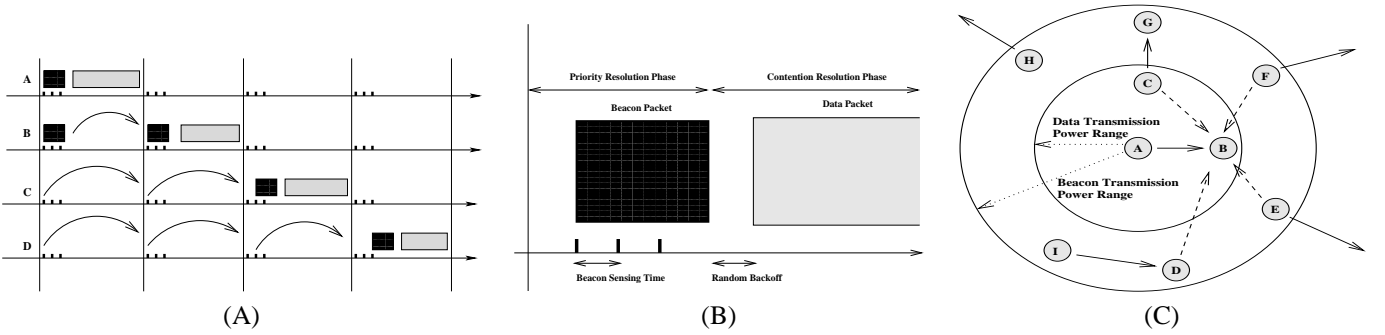 A
B
C
D
(A)
Priority Resolution Phase
Contention Resolution Phase
Beacon Packet
Data Packet
Beacon Sensing Time
Random Backoff
(B)
G
H
F
C
Data Transmission
Power Range
A
B
Beacon Transmission
Power Range
E
I
D
(C)